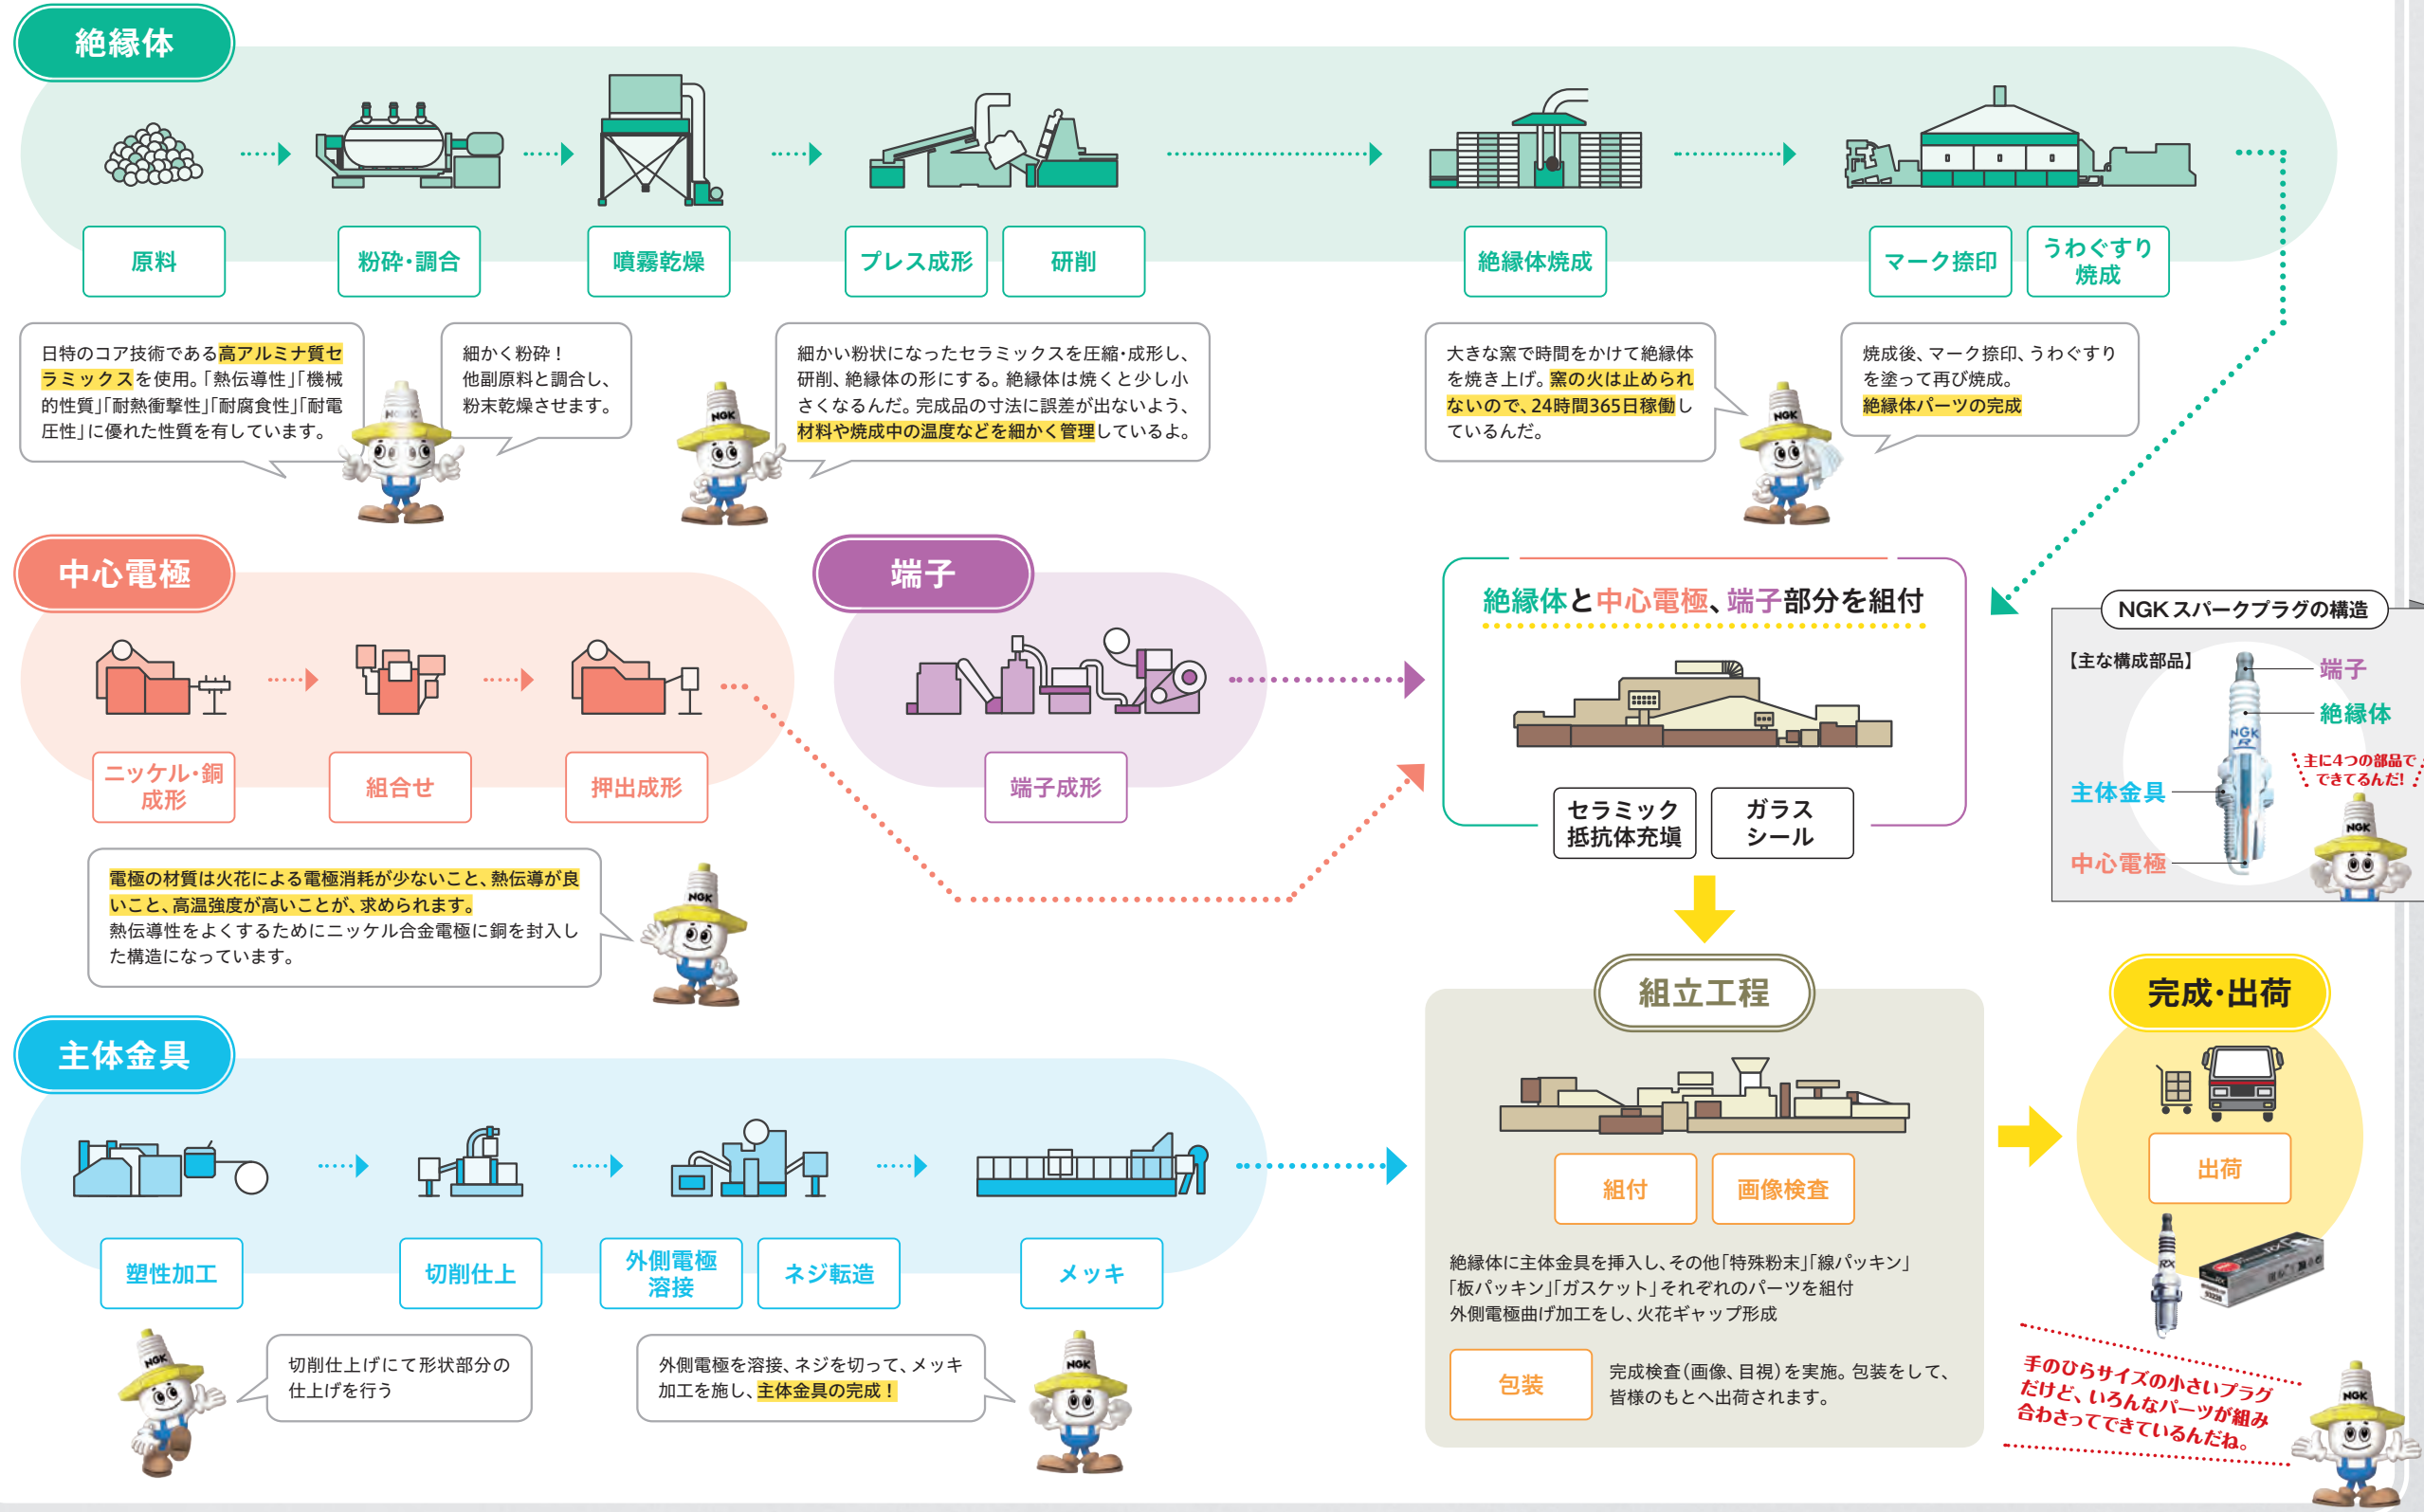 絶縁体
原料
粉砕・調合
噴霧乾燥
プレス成形
研削
絶縁体焼成
マーク捺印
うわぐすり
焼成
日特のコア技術である高アルミナ質セ
ラミックスを使用。「熱伝導性」「機械
的性質」「耐熱衝撃性」「耐腐食性」「耐電
圧性」に優れた性質を有しています。
細かく粉砕！
他副原料と調合し、
粉末乾燥させます。
細かい粉状になったセラミックスを圧縮・成形し、
研削、絶縁体の形にする。絶縁体は焼くと少し小
さくなるんだ。完成品の寸法に誤差が出ないよう、
材料や焼成中の温度などを細かく管理しているよ。
大きな窯で時間をかけて絶縁体
を焼き上げ。窯の火は止められ
ないので、24時間365日稼働し
ているんだ。
焼成後、マーク捺印、うわぐすり
を塗って再び焼成。
絶縁体パーツの完成
NGK
NGK
NGK
中心電極
ニッケル・銅
成形
組合せ
押出成形
電極の材質は火花による電極消耗が少ないこと、熱伝導が良
いこと、高温強度が高いことが、求められます。
熱伝導性をよくするためにニッケル合金電極に銅を封入し
た構造になっています。
NGK
端子
端子成形
絶縁体と中心電極、端子部分を組付
セラミック
抵抗体充塡
ガラス
シール
NGKスパークプラグの構造
【主な構成部品】
端子
絶縁体
主体金具
中心電極
NGK
R
主に4つの部品で
できてるんだ!
NGK
主体金具
塑性加工
切削仕上
外側電極
溶接
ネジ転造
メッキ
切削仕上げにて形状部分の
仕上げを行う
NGK
外側電極を溶接、ネジを切って、メッキ
加工を施し、主体金具の完成！
NGK
組立工程
組付
画像検査
絶縁体に主体金具を挿入し、その他「特殊粉末」「線パッキン」
「板パッキン」「ガスケット」それぞれのパーツを組付
外側電極曲げ加工をし、火花ギャップ形成
包装
完成検査（画像、目視）を実施。包装をして、
皆様のもとへ出荷されます。
完成・出荷
出荷
RX
手のひらサイズの小さいプラグ
だけど、いろんなパーツが組み
合わさってできているんだね。
NGK